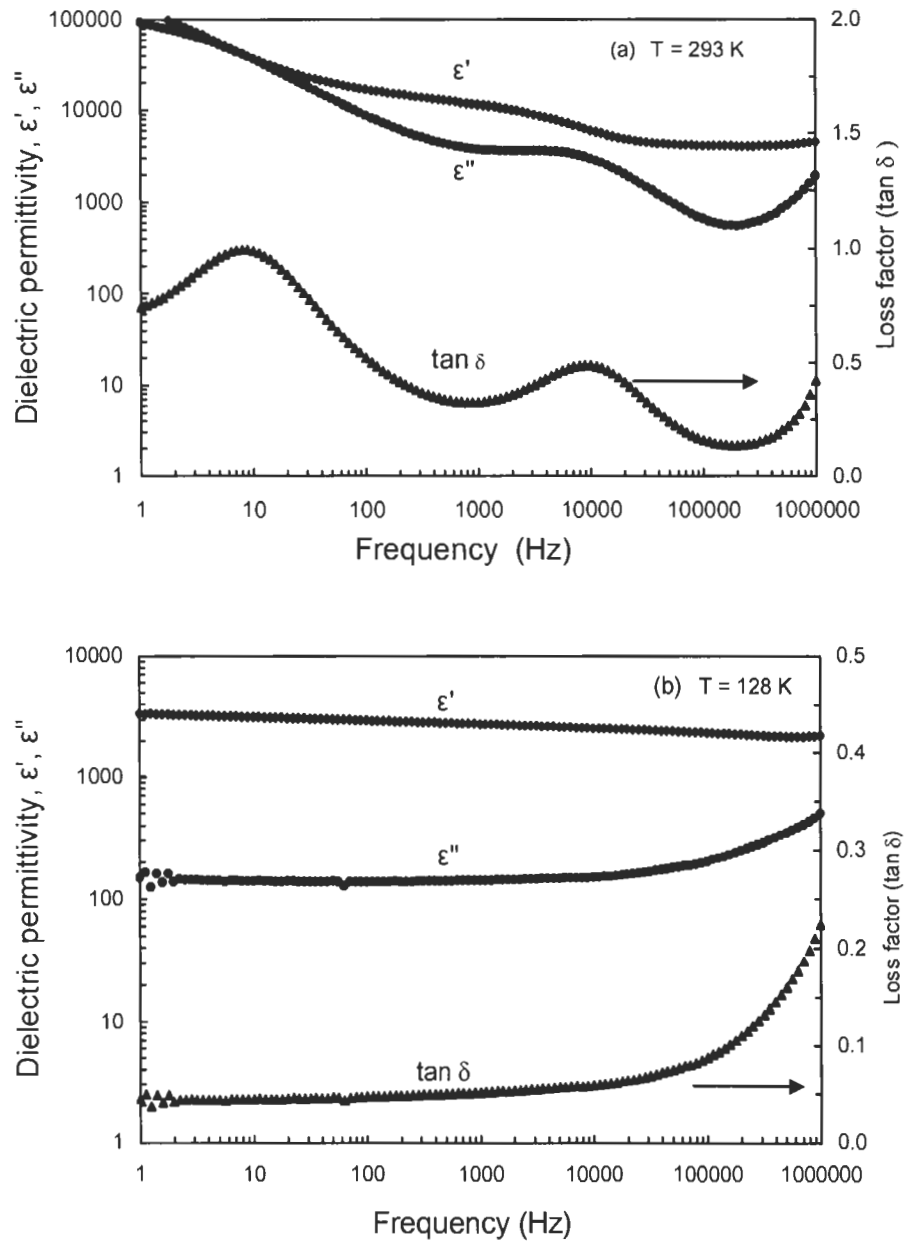 (a) T = 293 K
Dielectric permittivity, ε', ε"
100000
10000
1000
100
10
1
ε'
ε"
tan δ
2.0
1.5
1.0
0.5
0.0
Loss factor (tan δ)
1 10 100 1000 10000 100000 1000000
Frequency (Hz)
(b) T = 128 K
Dielectric permittivity, ε', ε"
10000
1000
100
10
1
ε'
ε"
tan δ
0.5
0.4
0.3
0.2
0.1
0.0
Loss factor (tan δ)
1 10 100 1000 10000 100000 1000000
Frequency (Hz)